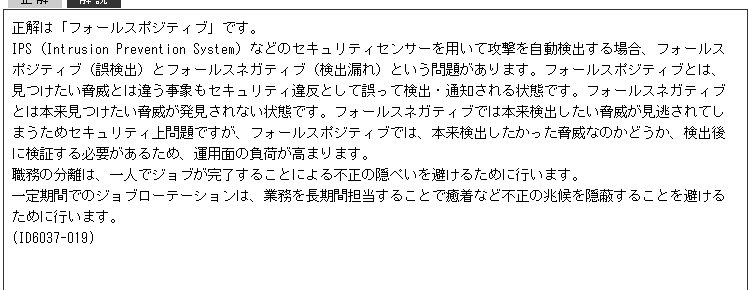 正解 解説
正解は「フォールスポジティブ」です。
IPS（Intrusion Prevention System）などのセキュリティセンサーを用いて攻撃を自動検出する場合、フォールス
ポジティブ（誤検出）とフォールスネガティブ（検出漏れ）という問題があります。フォールスポジティブとは、
見つけたい脅威とは違う事象もセキュリティ違反として誤って検出・通知される状態です。フォールスネガティブ
とは本来見つけたい脅威が発見されない状態です。フォールスネガティブでは本来検出したい脅威が見逃されてし
まうためセキュリティ上問題ですが、フォールスポジティブでは、本来検出したかった脅威なのかどうか、検出後
に検証する必要があるため、運用面の負荷が高まります。
職務の分離は、一人でジョブが完了することによる不正の隠ぺいを避けるために行います。
一定期間でのジョブローテーションは、業務を長期間担当することで癒着など不正の兆候を隠蔽することを避ける
ために行います。
(ID6037-019)